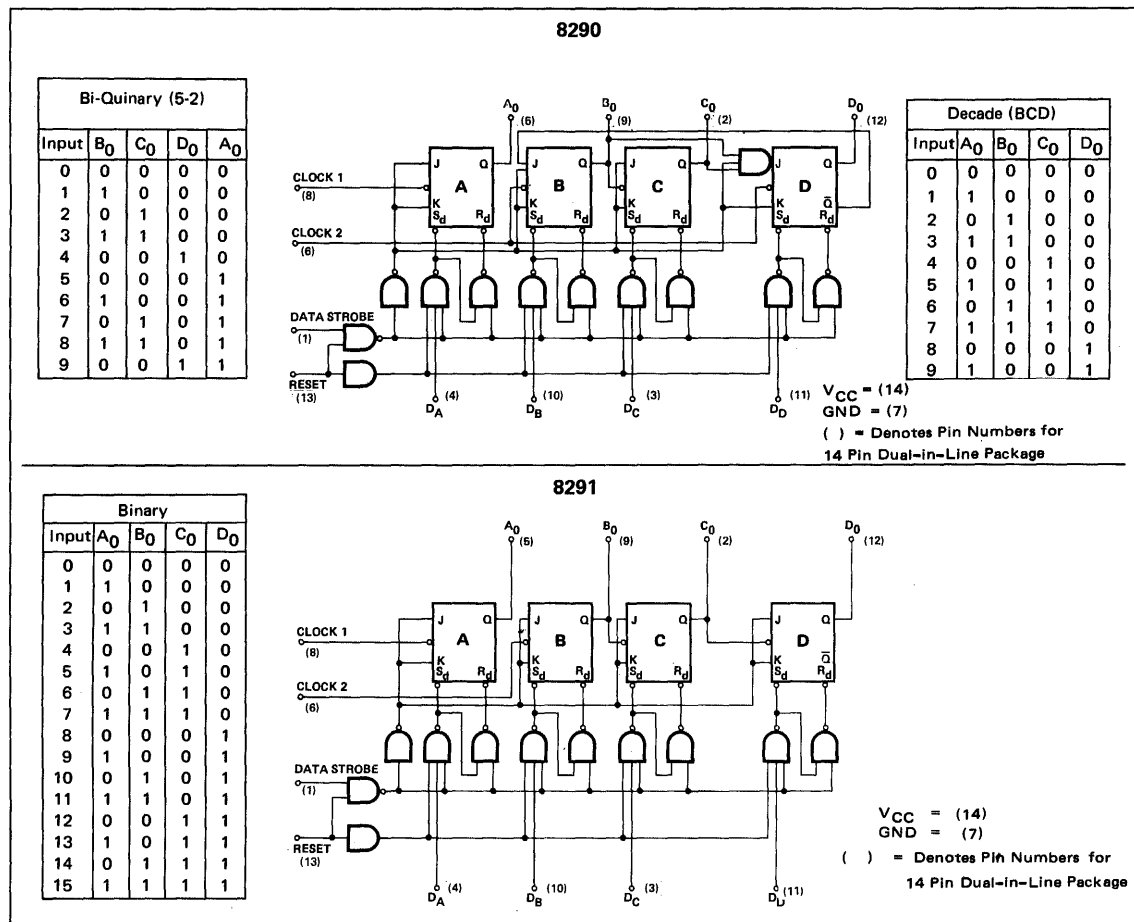 8290
Bi-Quinary (5-2)
Input B0 C0 D0 A0
0 0 0 0 0
1 1 0 0 0
2 0 1 0 0
3 1 1 0 0
4 0 0 1 0
5 0 0 0 1
6 1 0 0 1
7 0 1 0 1
8 1 1 0 1
9 0 0 1 1
A0 (6)
B0 (9)
C0 (2)
D0 (12)
CLOCK 1
(8)
CLOCK 2
(6)
J Q
A
K
Sd Rd
J Q
B
K
Sd Rd
J Q
C
K
Sd Rd
J Q
D
K Q̅
Sd Rd
DATA STROBE
(1)
RESET
(13)
DA (4)
DB (10)
DC (3)
DD (11)
Decade (BCD)
Input A0 B0 C0 D0
0 0 0 0 0
1 1 0 0 0
2 0 1 0 0
3 1 1 0 0
4 0 0 1 0
5 1 0 1 0
6 0 1 1 0
7 1 1 1 0
8 0 0 0 1
9 1 0 0 1
VCC = (14)
GND = (7)
( ) = Denotes Pin Numbers for
14 Pin Dual-in-Line Package
8291
Binary
Input A0 B0 C0 D0
0 0 0 0 0
1 1 0 0 0
2 0 1 0 0
3 1 1 0 0
4 0 0 1 0
5 1 0 1 0
6 0 1 1 0
7 1 1 1 0
8 0 0 0 1
9 1 0 0 1
10 0 1 0 1
11 1 1 0 1
12 0 0 1 1
13 1 0 1 1
14 0 1 1 1
15 1 1 1 1
A0 (5)
B0 (9)
C0 (2)
D0 (12)
CLOCK 1
(8)
CLOCK 2
(6)
J Q
A
K
Sd Rd
J Q
B
K
Sd Rd
J Q
C
K
Sd Rd
J Q
D
K Q̅
Sd Rd
DATA STROBE
(1)
RESET
(13)
DA (4)
DB (10)
DC (3)
DD (11)
VCC = (14)
GND = (7)
( ) = Denotes Pin Numbers for
14 Pin Dual-in-Line Package